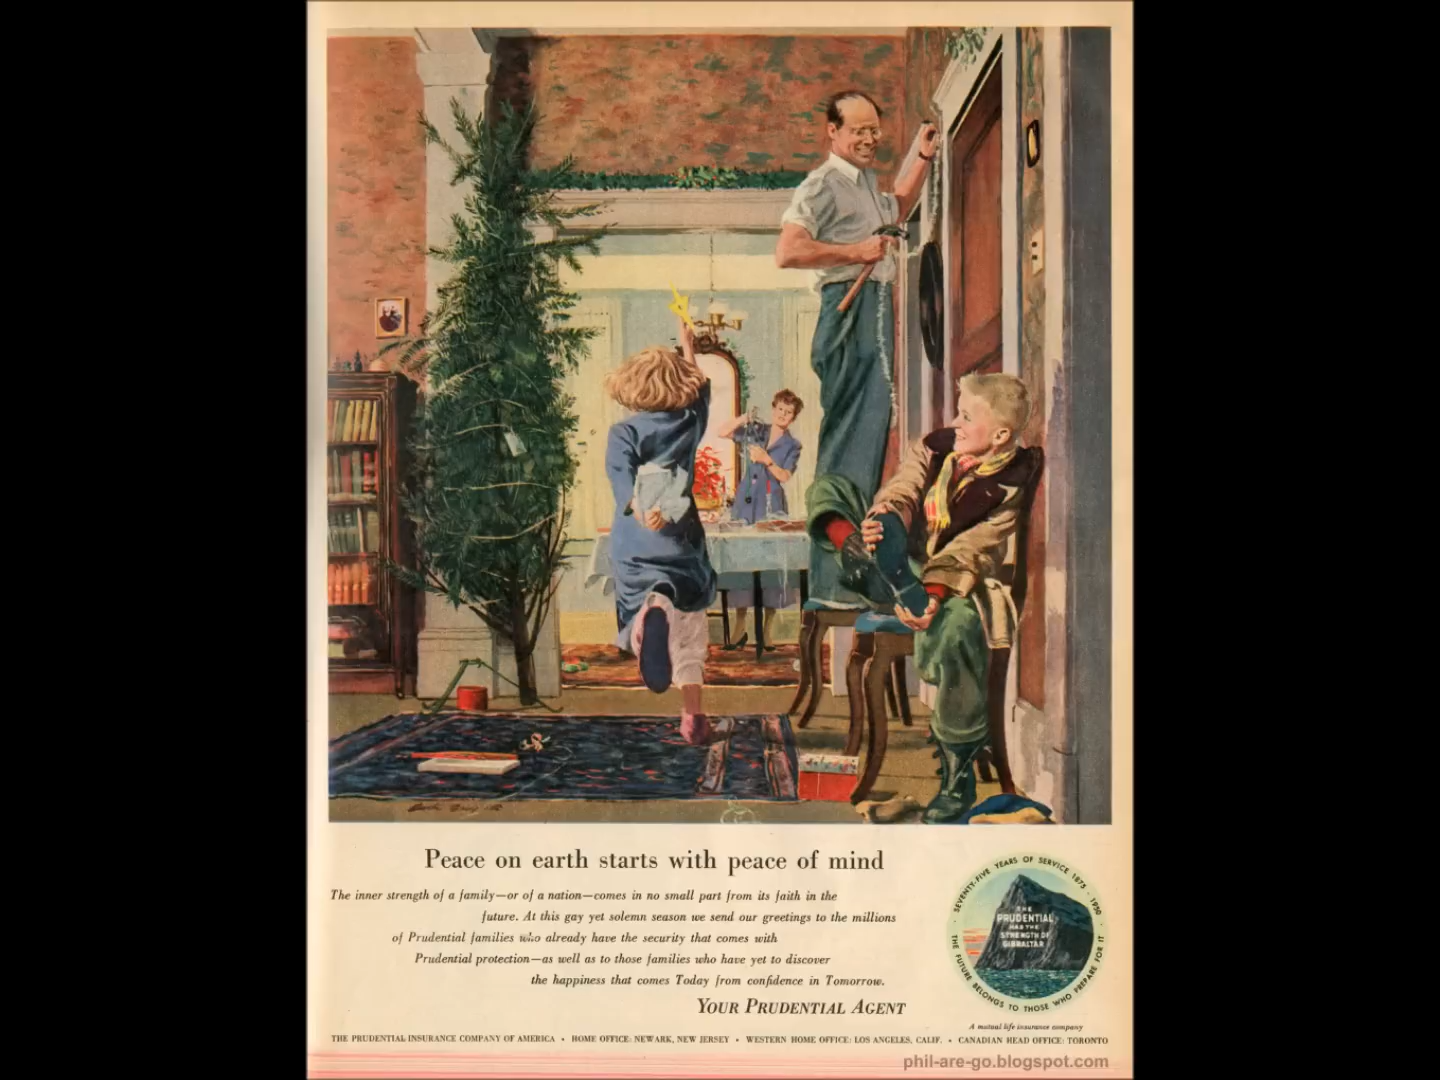 Peace on earth starts with peace of mind
The inner strength of a family—or of a nation—comes in no small part from its faith in the
future. At this gay yet solemn season we send our greetings to the millions
of Prudential families who already have the security that comes with
Prudential protection—as well as to those families who have yet to discover
the happiness that comes Today from confidence in Tomorrow.
YOUR PRUDENTIAL AGENT
SEVENTY-FIVE YEARS OF SERVICE 1875 · 1950
THE
PRUDENTIAL
HAS THE
STRENGTH OF
GIBRALTAR
THE FUTURE BELONGS TO THOSE WHO PREPARE FOR IT
A mutual life insurance company
THE PRUDENTIAL INSURANCE COMPANY OF AMERICA • HOME OFFICE: NEWARK, NEW JERSEY • WESTERN HOME OFFICE: LOS ANGELES, CALIF. • CANADIAN HEAD OFFICE: TORONTO
phil-are-go.blogspot.com